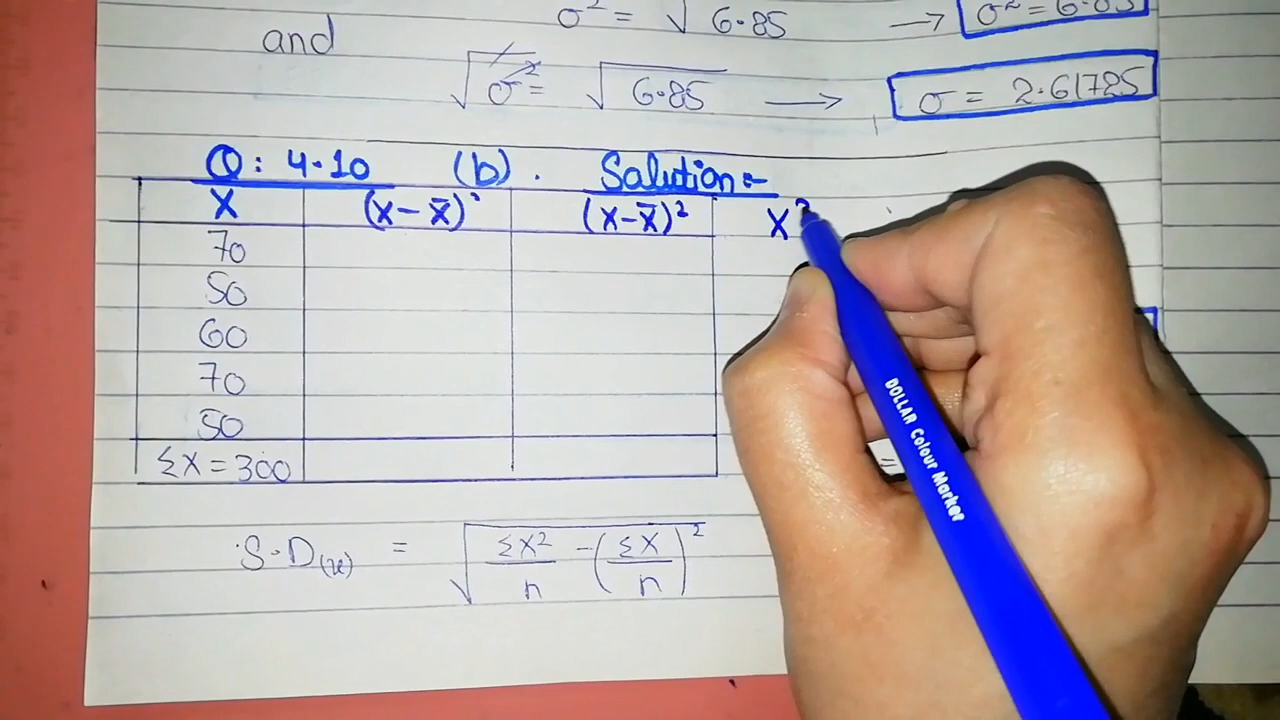 σ² = √6.85 → σ² = 6.85
and
√σ² = √6.85 → σ = 2.61725
Q: 4.10 (b). Salution:-
X (x-x̄) (x-x̄)² X²
70
50
60
70
50
ΣX = 300
=
S.D(x) = √ΣX²/n - (ΣX/n)²
DOLLAR Colour Marker